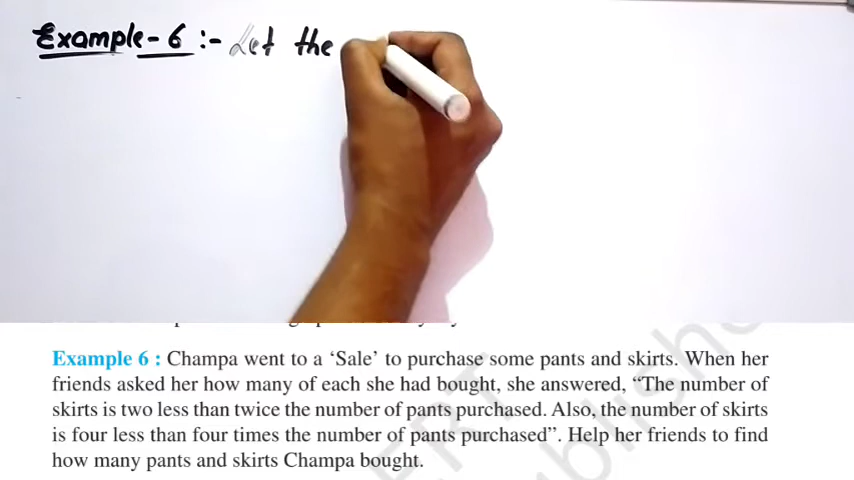 Example-6 :- Let the
Example 6 : Champa went to a ‘Sale’ to purchase some pants and skirts. When her
friends asked her how many of each she had bought, she answered, “The number of
skirts is two less than twice the number of pants purchased. Also, the number of skirts
is four less than four times the number of pants purchased”. Help her friends to find
how many pants and skirts Champa bought.